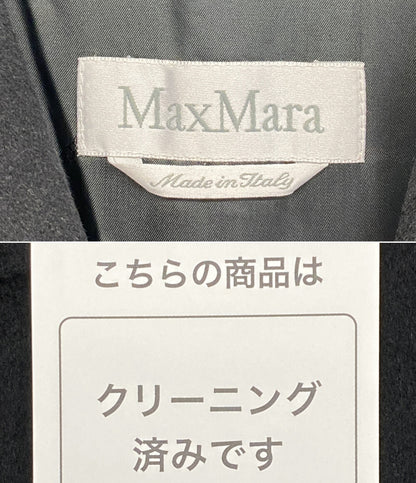 MaxMara
Made in Italy
こちらの商品は
クリーニング
済みです